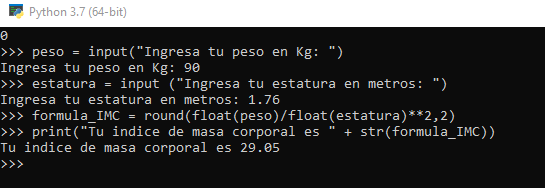 Python 3.7 (64-bit)
0
>>> peso = input("Ingresa tu peso en Kg: ")
Ingresa tu peso en Kg: 90
>>> estatura = input ("Ingresa tu estatura en metros: ")
Ingresa tu estatura en metros: 1.76
>>> formula_IMC = round(float(peso)/float(estatura)**2,2)
>>> print("Tu indice de masa corporal es " + str(formula_IMC))
Tu indice de masa corporal es 29.05
>>>